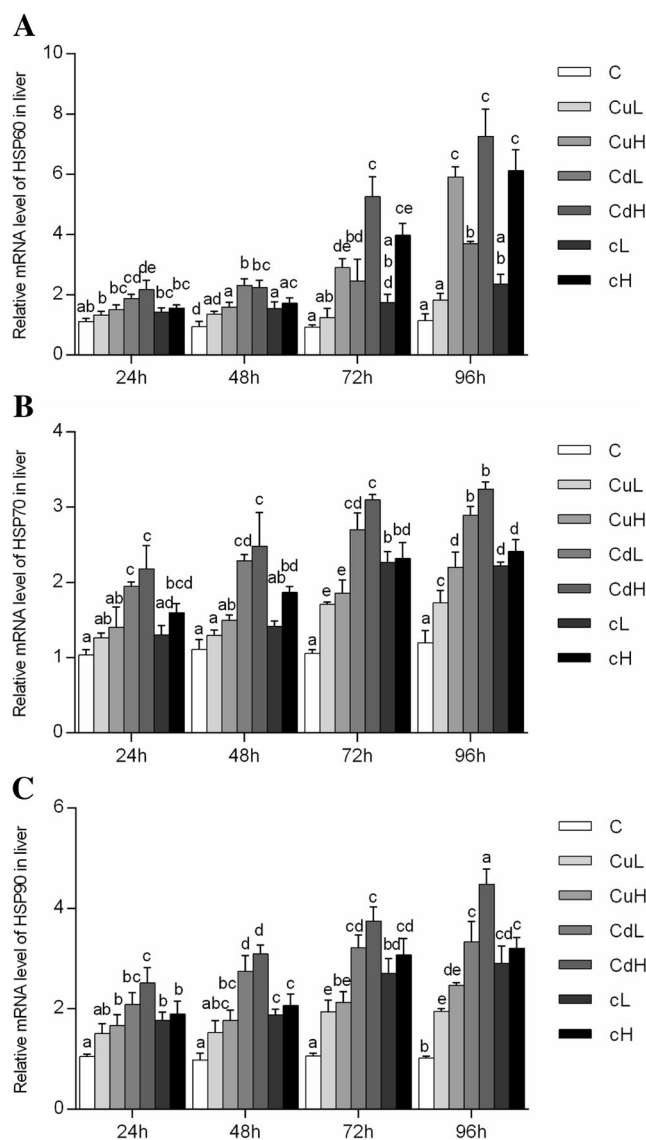 A
Relative mRNA level of HSP60 in liver
10
8
6
4
2
0
ab b bc cd de bc bc
d ad a b bc a ac
a ab de bd c a b d ce
a a c b c a b c
24h 48h 72h 96h
C
CuL
CuH
CdL
CdH
cL
cH
B
Relative mRNA level of HSP70 in liver
4
3
2
1
0
a ab ab c c ad bcd
a a ab cd c ab bd
a e e cd c b bd
a c d b b d d
24h 48h 72h 96h
C
CuL
CuH
CdL
CdH
cL
cH
C
Relative mRNA level of HSP90 in liver
6
4
2
0
a ab b bc c b b
a abc bc d d c c
a e be cd c bd cd
b e de c a cd c
24h 48h 72h 96h
C
CuL
CuH
CdL
CdH
cL
cH